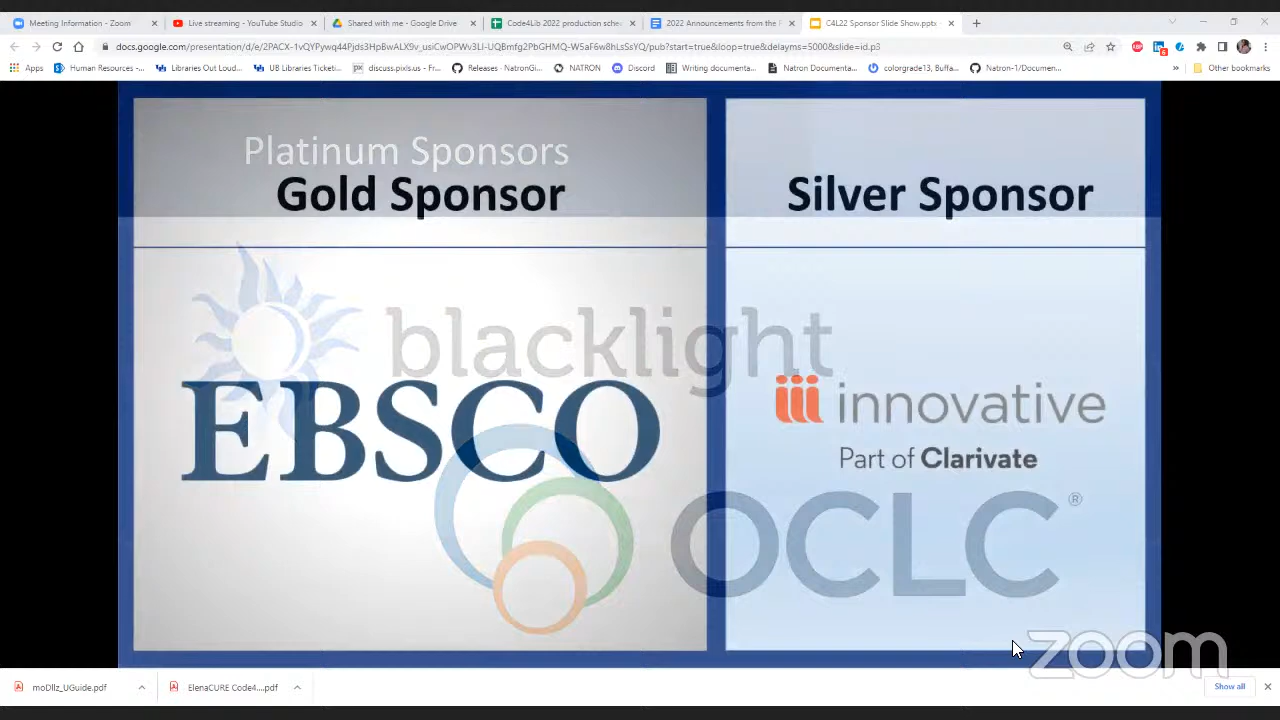 Meeting Information - Zoom
Live streaming - YouTube Studio
Shared with me - Google Drive
Code4Lib 2022 production sche
2022 Announcements from the P
C4L22 Sponsor Slide Show.pptx
docs.google.com/presentation/d/e/2PACX-1vQYPywq44Pjds3HpBwALX9v_usiCwOPWv3LI-UQBmfg2PbGHMQ-W5aF6w8hLsSsYQ/pub?start=true&loop=true&delayms=5000&slide=id.p3
Apps
Human Resources -...
Libraries Out Loud...
UB Libraries Ticketi...
discuss.pixls.us - Fr...
Releases · NatronGi...
NATRON
Discord
Writing documenta...
Natron Documenta...
colorgrade13, Buffa...
Natron-1/Documen...
»
Other bookmarks
Platinum Sponsors
Gold Sponsor
Silver Sponsor
blacklight
EBSCO
iii innovative
Part of Clarivate
OCLC®
zoom
moDllz_UGuide.pdf
ElenaCURE Code4....pdf
Show all